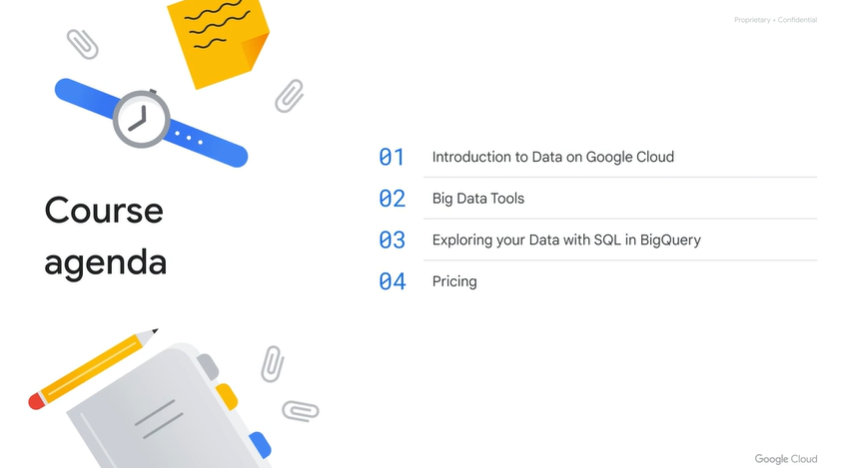 Proprietary + Confidential
Course
agenda
01 Introduction to Data on Google Cloud
02 Big Data Tools
03 Exploring your Data with SQL in BigQuery
04 Pricing
Google Cloud